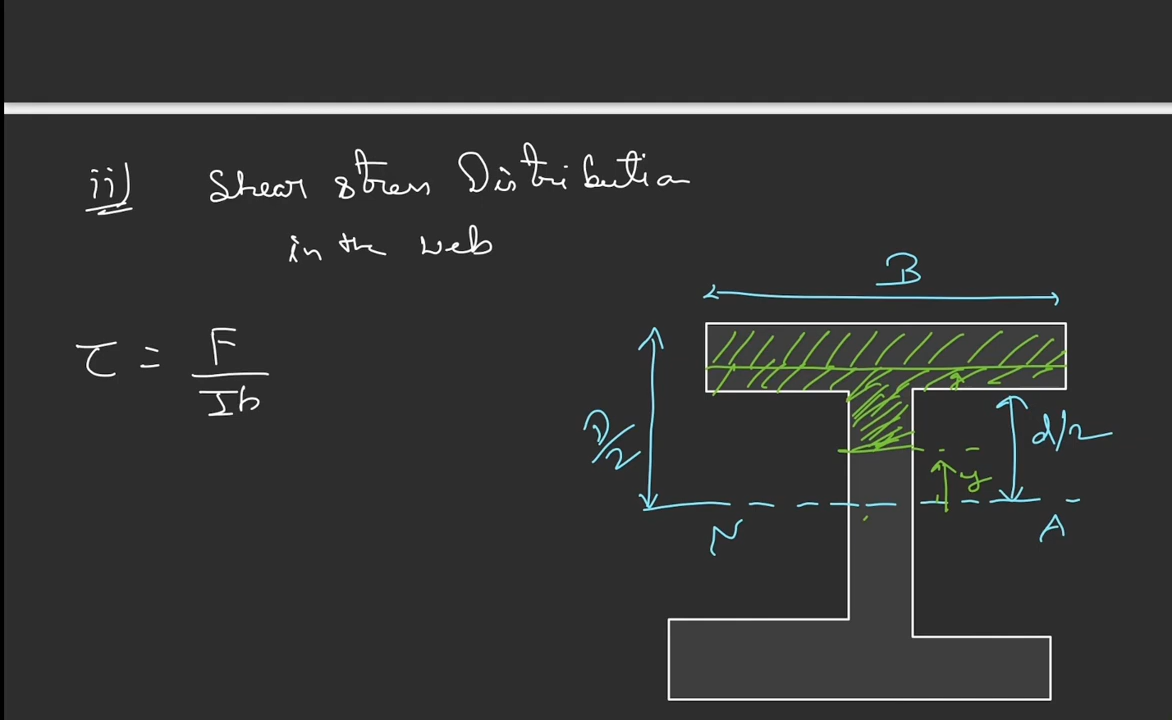 ii) Shear stress Distribution
in the web
τ = F/Ib
B
D/2
d/2
y
N
A